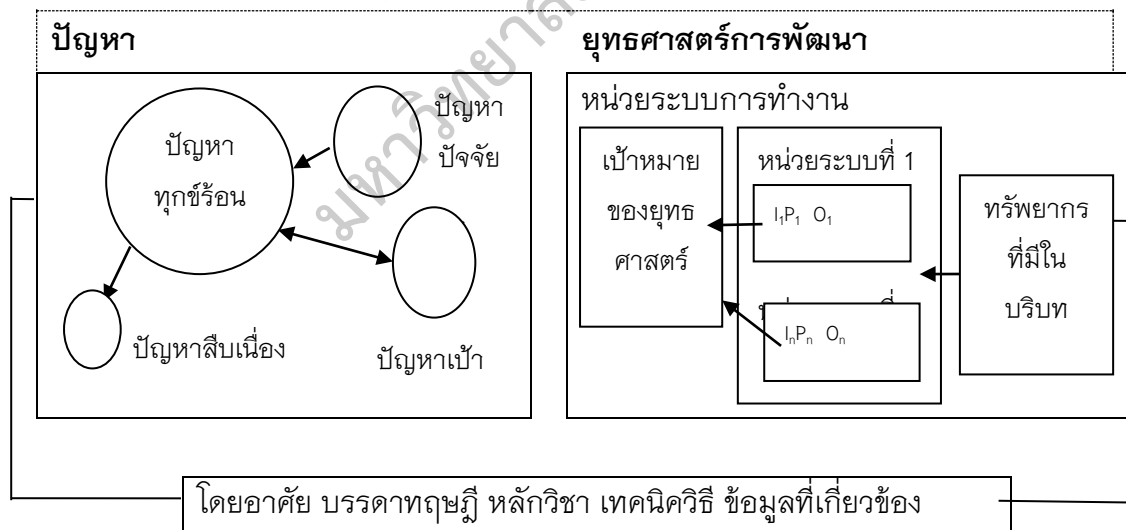 ปัญหา
ยุทธศาสตร์การพัฒนา
ปัญหา
ทุกข์ร้อน
ปัญหา
ปัจจัย
ปัญหาสืบเนื่อง
ปัญหาเป้า
หน่วยระบบการทำงาน
เป้าหมาย
ของยุทธ
ศาสตร์
หน่วยระบบที่ 1
I₁P₁ O₁
IₙPₙ Oₙ
ทรัพยากร
ที่มีใน
บริบท
โดยอาศัย บรรดาทฤษฎี หลักวิชา เทคนิควิธี ข้อมูลที่เกี่ยวข้อง